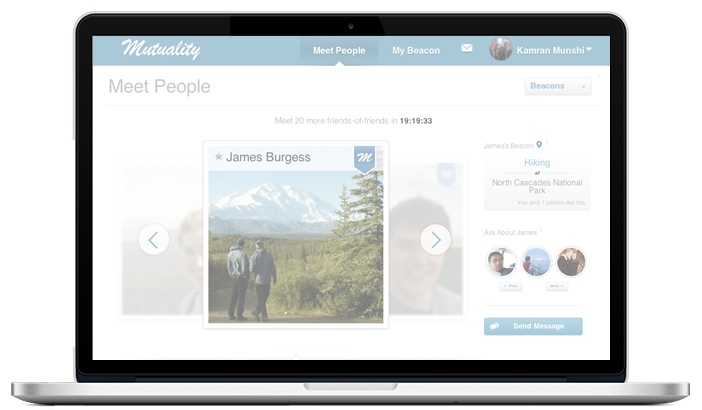 Mutuality
Meet People
My Beacon
Kamran Munshi
Meet People
Beacons
Meet 20 more friends-of-friends in 19:19:33
James Burgess
M
James's Beacon
Hiking
at
North Cascades National
Park
You and 1 person like this
Ask About James
← Prev
Next →
Send Message